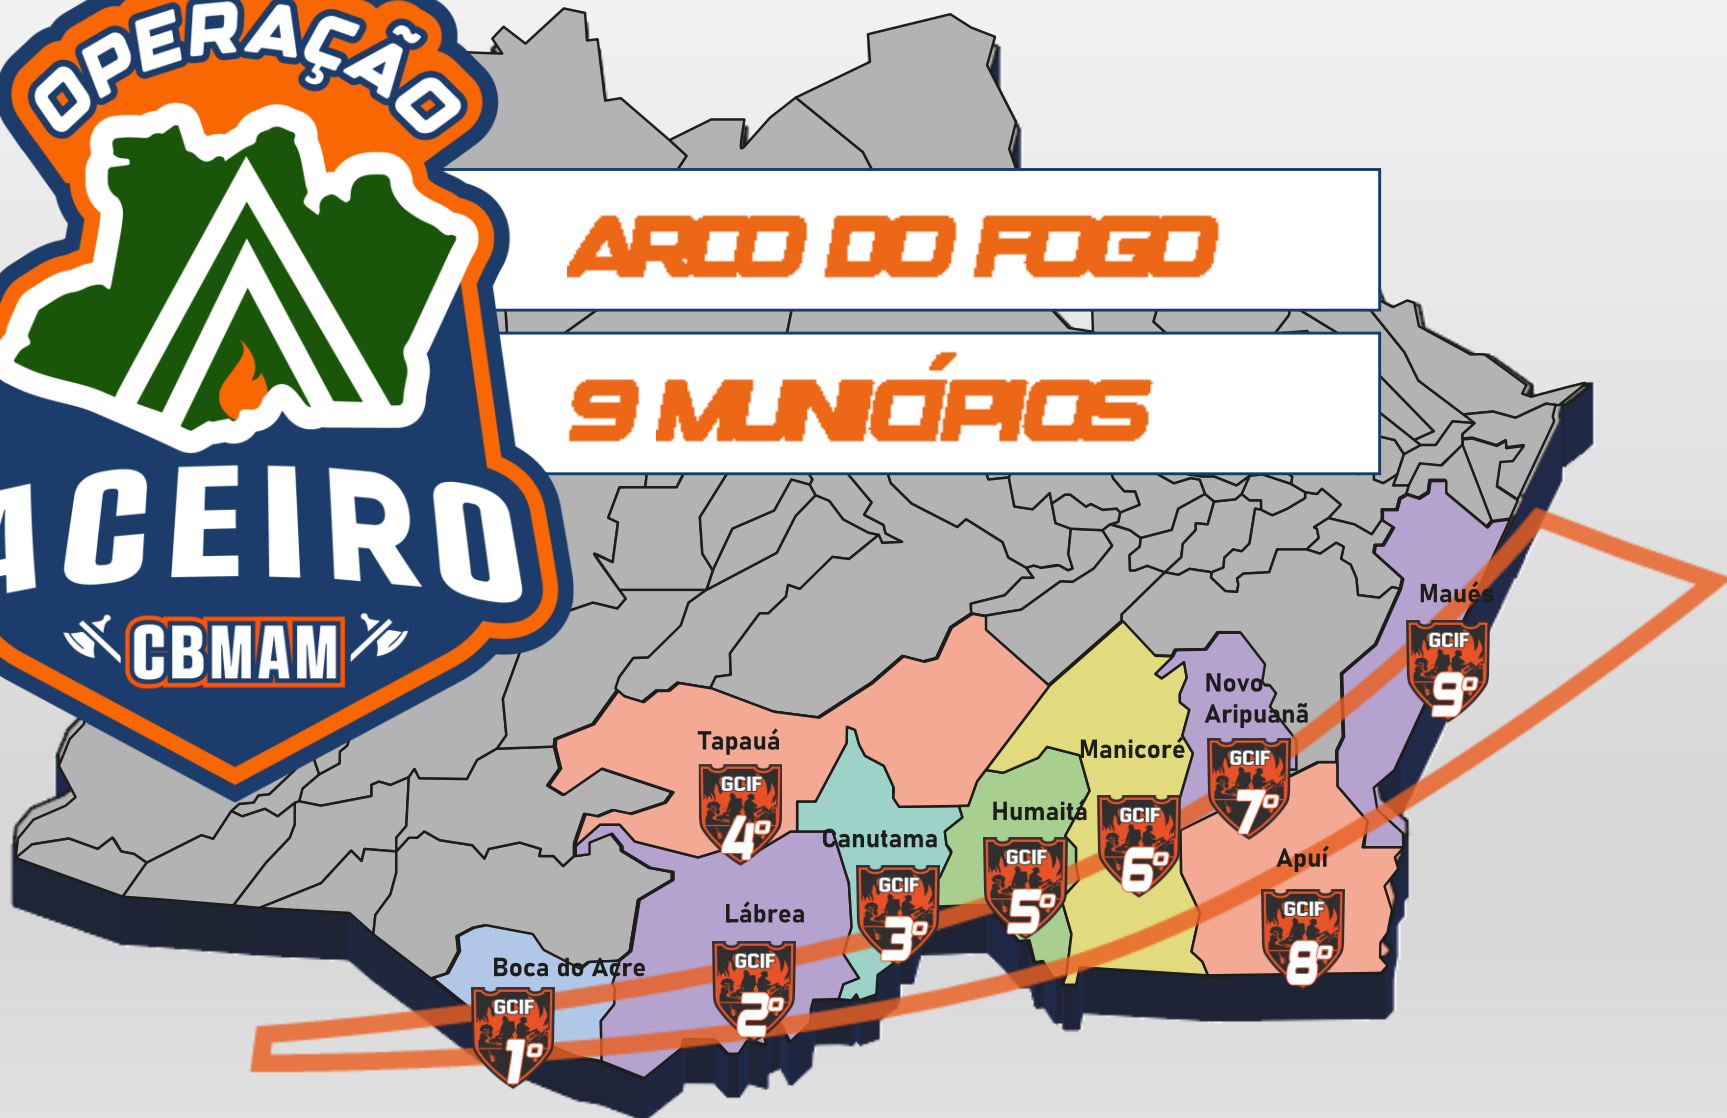 OPERAÇÃO
ACEIRO
CBMAM
ARCO DO FOGO
9 MUNICÍPIOS
Maués
GCIF
9º
Novo
Aripuanã
GCIF
7º
Manicoré
GCIF
6º
Tapauá
GCIF
4º
Humaitá
GCIF
5º
Canutama
GCIF
3º
Apuí
GCIF
8º
Lábrea
GCIF
2º
Boca do Acre
GCIF
1º